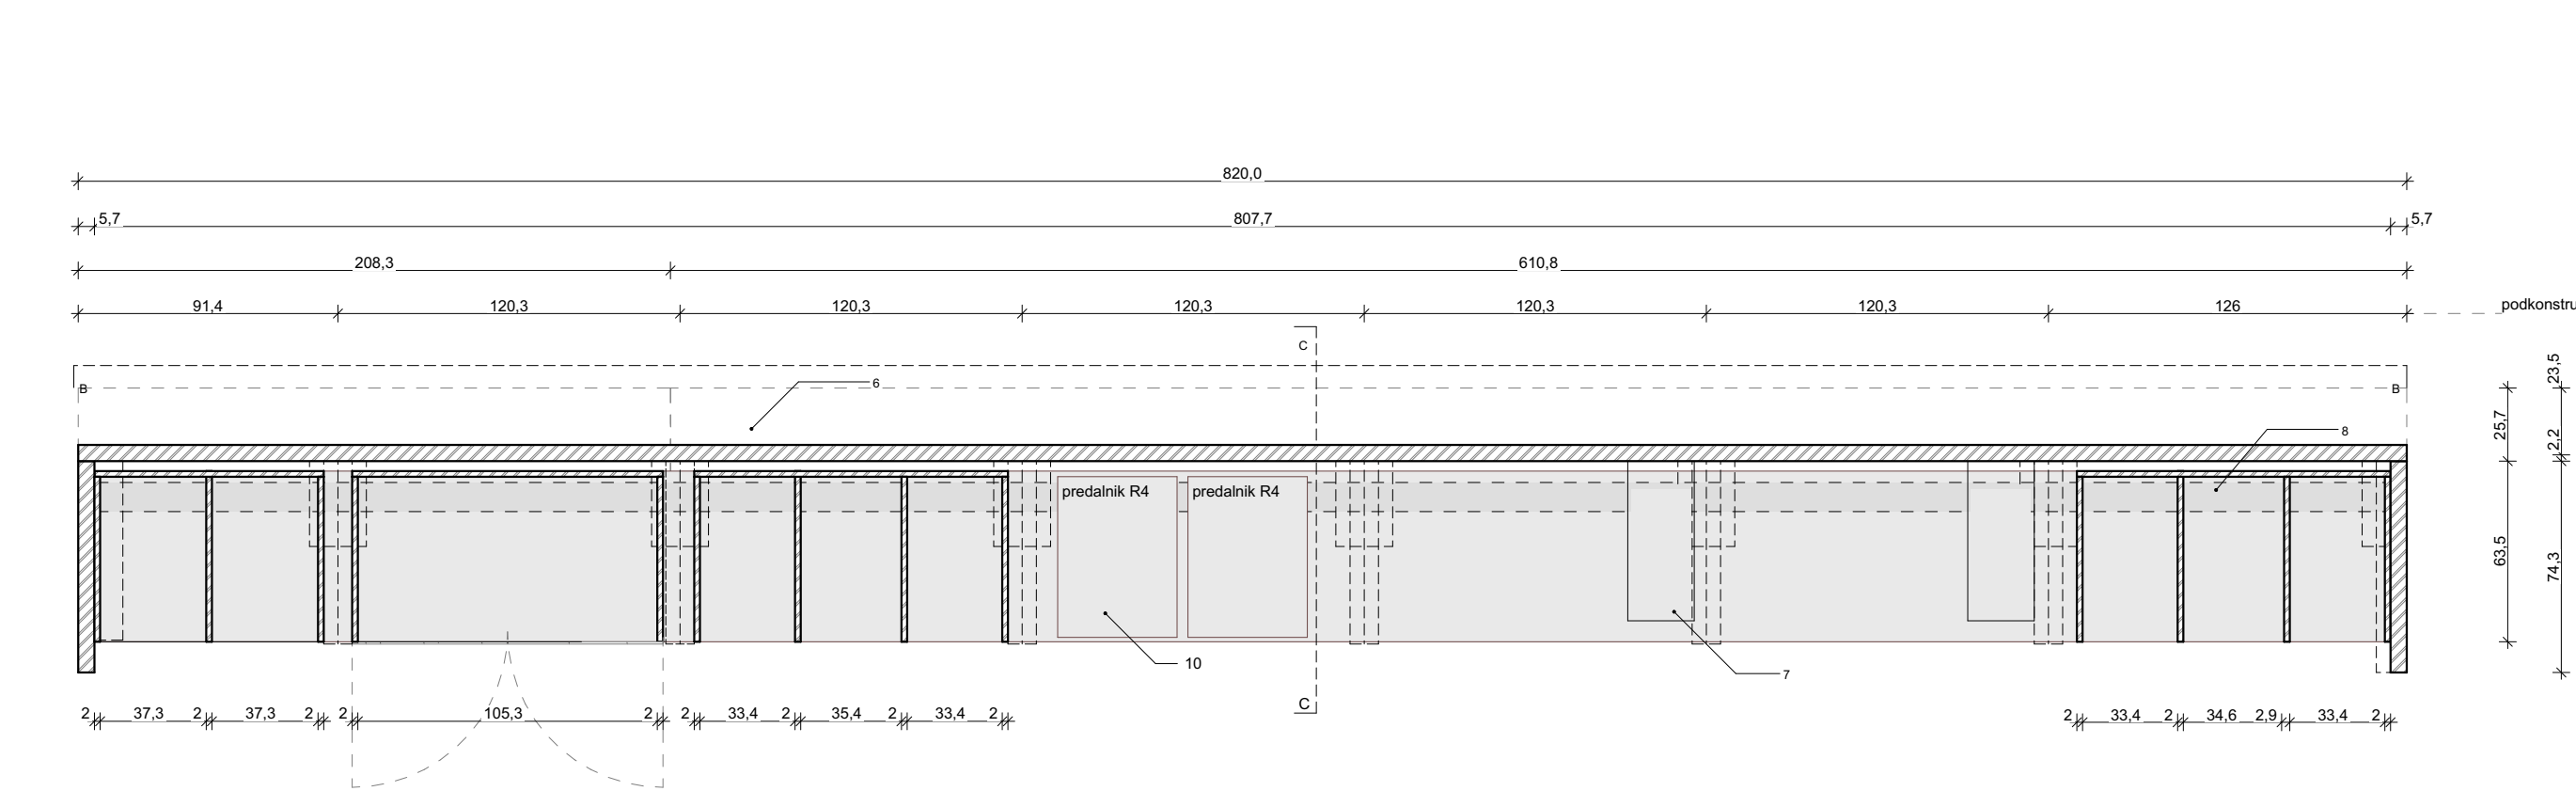 820,0
5,7 807,7 5,7
208,3 610,8
91,4 120,3 120,3 120,3 120,3 120,3 126 podkonstru
C
23,5
B 6 B
25,7
2,2
8
predalnik R4 predalnik R4
63,5
74,3
10
7
C
2 37,3 2 37,3 2 2 105,3 2 2 33,4 2 35,4 2 33,4 2 2 33,4 2 34,6 2,9 33,4 2